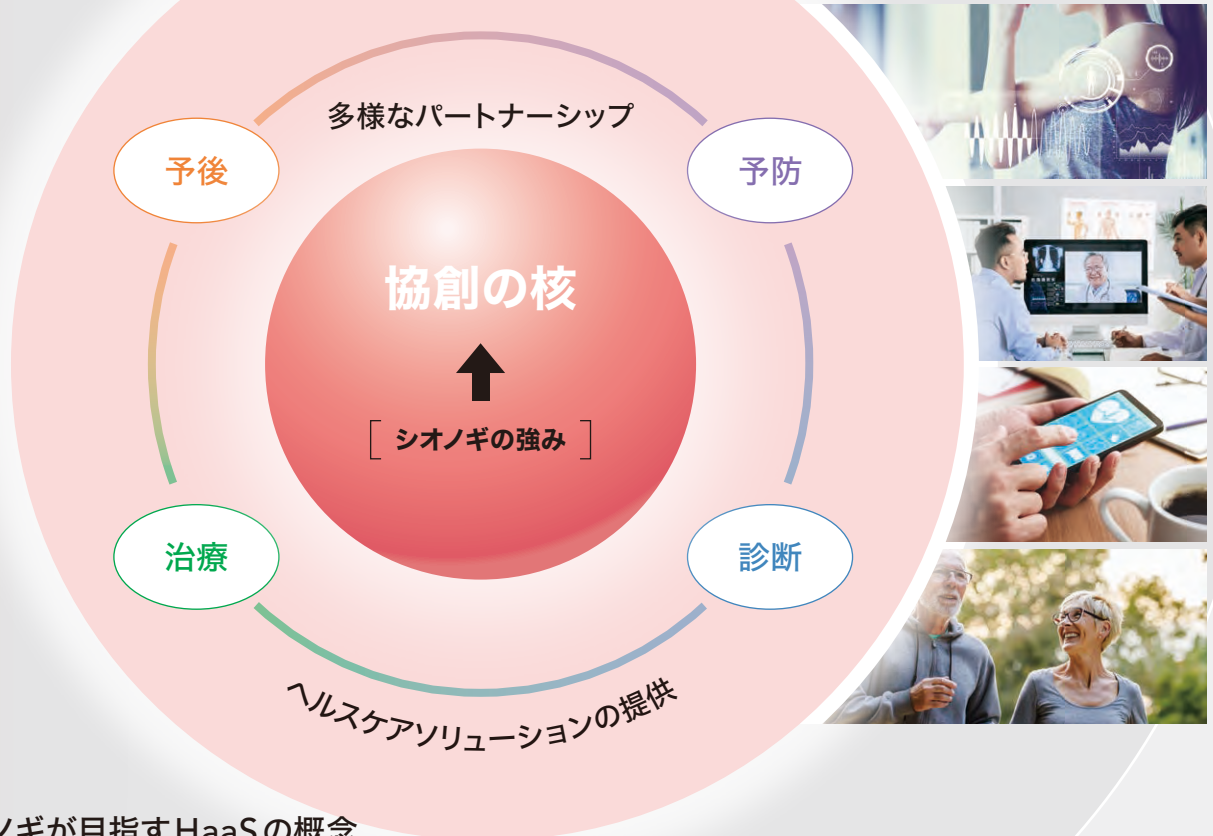 多様なパートナーシップ
予後
予防
協創の核
[ シオノギの強み ]
治療
診断
ヘルスケアソリューションの提供
ノギが目指すHaaSの概念